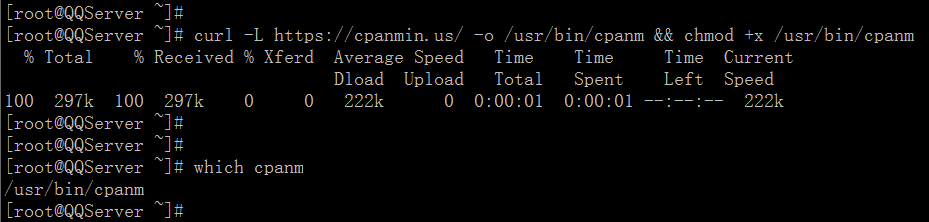 [root@QQServer ~]#
[root@QQServer ~]# curl -L https://cpanmin.us/ -o /usr/bin/cpanm && chmod +x /usr/bin/cpanm
  % Total    % Received % Xferd  Average Speed   Time    Time     Time  Current
                                 Dload  Upload   Total   Spent    Left  Speed
100  297k  100  297k    0     0   222k      0  0:00:01  0:00:01 --:--:--  222k
[root@QQServer ~]#
[root@QQServer ~]#
[root@QQServer ~]# which cpanm
/usr/bin/cpanm
[root@QQServer ~]#